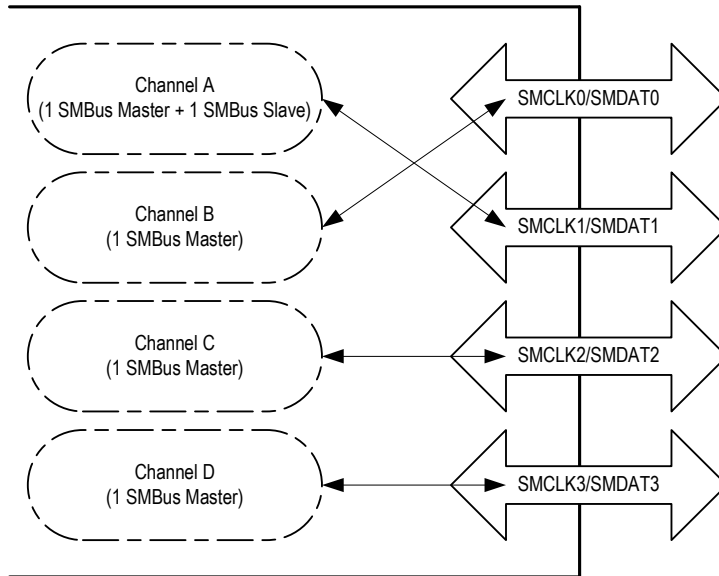 Channel A
(1 SMBus Master + 1 SMBus Slave)
SMCLK0/SMDAT0
Channel B
(1 SMBus Master)
SMCLK1/SMDAT1
Channel C
(1 SMBus Master)
SMCLK2/SMDAT2
Channel D
(1 SMBus Master)
SMCLK3/SMDAT3